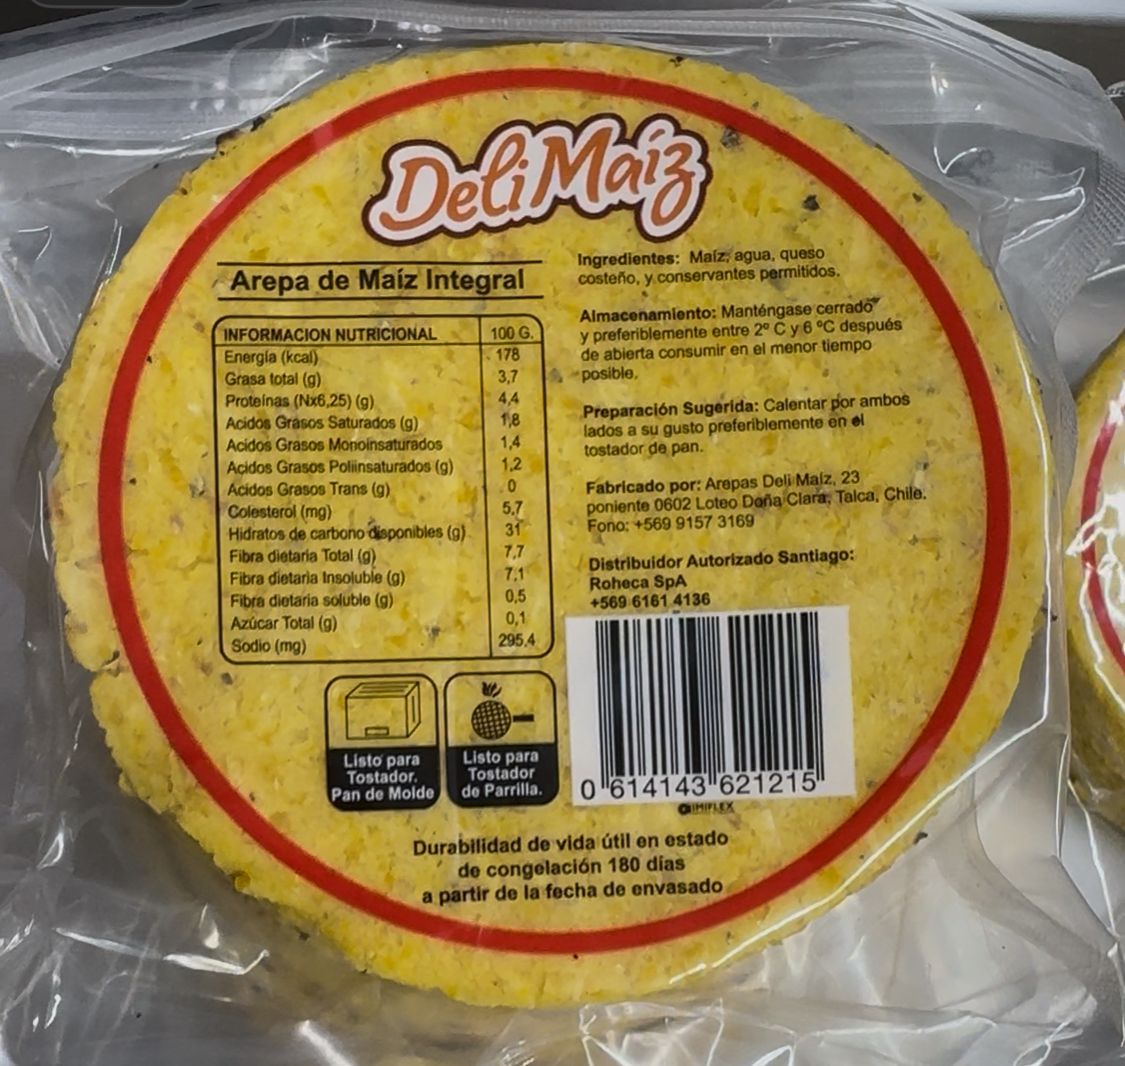 Deli Maíz
Arepa de Maíz Integral
INFORMACION NUTRICIONAL 100 G.
Energía (kcal) 178
Grasa total (g) 3,7
Proteínas (Nx6,25) (g) 4,4
Acidos Grasos Saturados (g) 1,8
Acidos Grasos Monoinsaturados 1,4
Acidos Grasos Poliinsaturados (g) 1,2
Acidos Grasos Trans (g) 0
Colesterol (mg) 5,7
Hidratos de carbono disponibles (g) 31
Fibra dietaria Total (g) 7,7
Fibra dietaria Insoluble (g) 7,1
Fibra dietaria soluble (g) 0,5
Azúcar Total (g) 0,1
Sodio (mg) 295,4
Listo para
Tostador.
Pan de Molde
Listo para
Tostador
de Parrilla.
Ingredientes: Maíz, agua, queso
costeño, y conservantes permitidos.
Almacenamiento: Manténgase cerrado
y preferiblemente entre 2º C y 6 ºC después
de abierta consumir en el menor tiempo
posible.
Preparación Sugerida: Calentar por ambos
lados a su gusto preferiblemente en el
tostador de pan.
Fabricado por: Arepas Deli Maíz, 23
poniente 0602 Loteo Doña Clara, Talca, Chile.
Fono: +569 9157 3169
Distribuidor Autorizado Santiago:
Roheca SpA
+569 6161 4136
0 614143 621215
IMIFLEX
Durabilidad de vida útil en estado
de congelación 180 días
a partir de la fecha de envasado